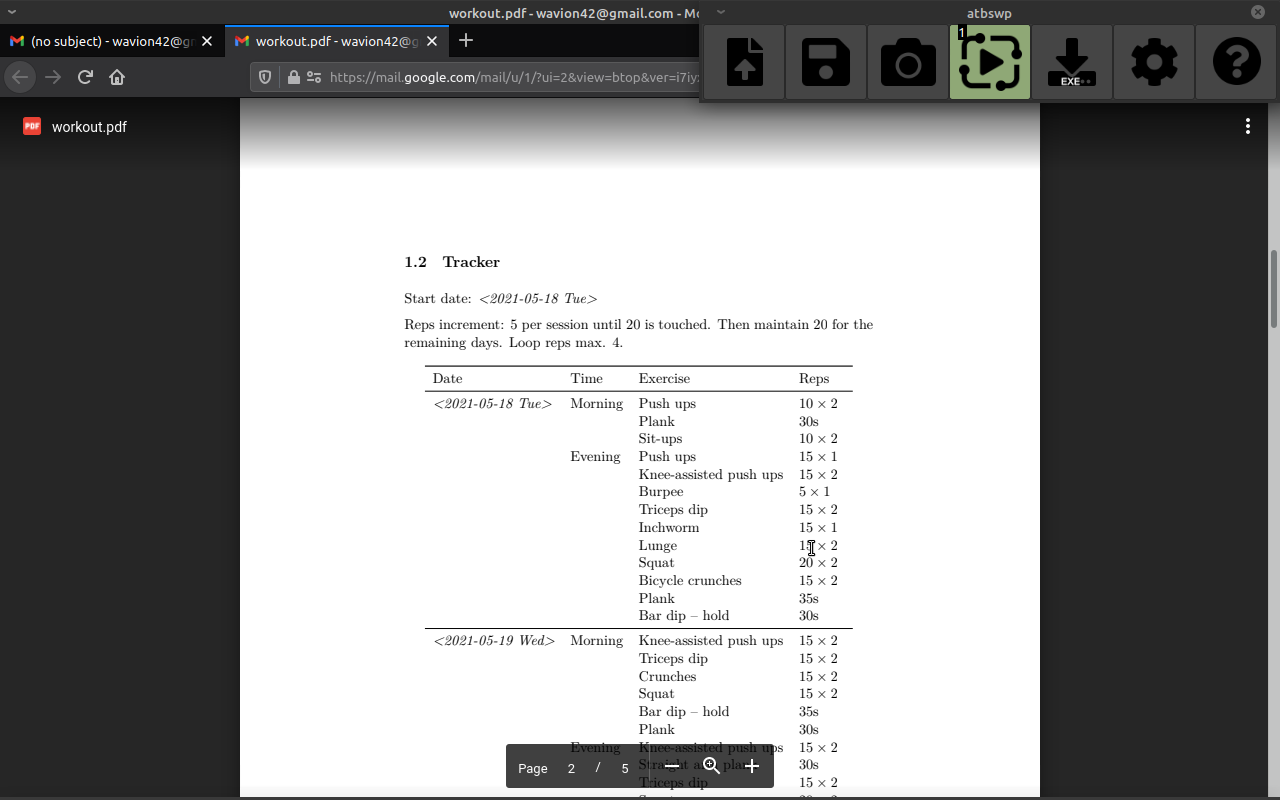 workout.pdf - wavion42@gmail.com - Mo
atbswp
(no subject) - wavion42@g
workout.pdf - wavion42@g
1
EXE
https://mail.google.com/mail/u/1/?ui=2&view=btop&ver=i7iy
PDF workout.pdf
1.2 Tracker
Start date: <2021-05-18 Tue>
Reps increment: 5 per session until 20 is touched. Then maintain 20 for the
remaining days. Loop reps max. 4.
Date Time Exercise Reps
<2021-05-18 Tue> Morning Push ups 10 × 2
Plank 30s
Sit-ups 10 × 2
Evening Push ups 15 × 1
Knee-assisted push ups 15 × 2
Burpee 5 × 1
Triceps dip 15 × 2
Inchworm 15 × 1
Lunge 15 × 2
Squat 20 × 2
Bicycle crunches 15 × 2
Plank 35s
Bar dip – hold 30s
<2021-05-19 Wed> Morning Knee-assisted push ups 15 × 2
Triceps dip 15 × 2
Crunches 15 × 2
Squat 15 × 2
Bar dip – hold 35s
Plank 30s
Evening Knee-assisted push ups 15 × 2
Straight arm plank 30s
Triceps dip 15 × 2
Page 2 / 5